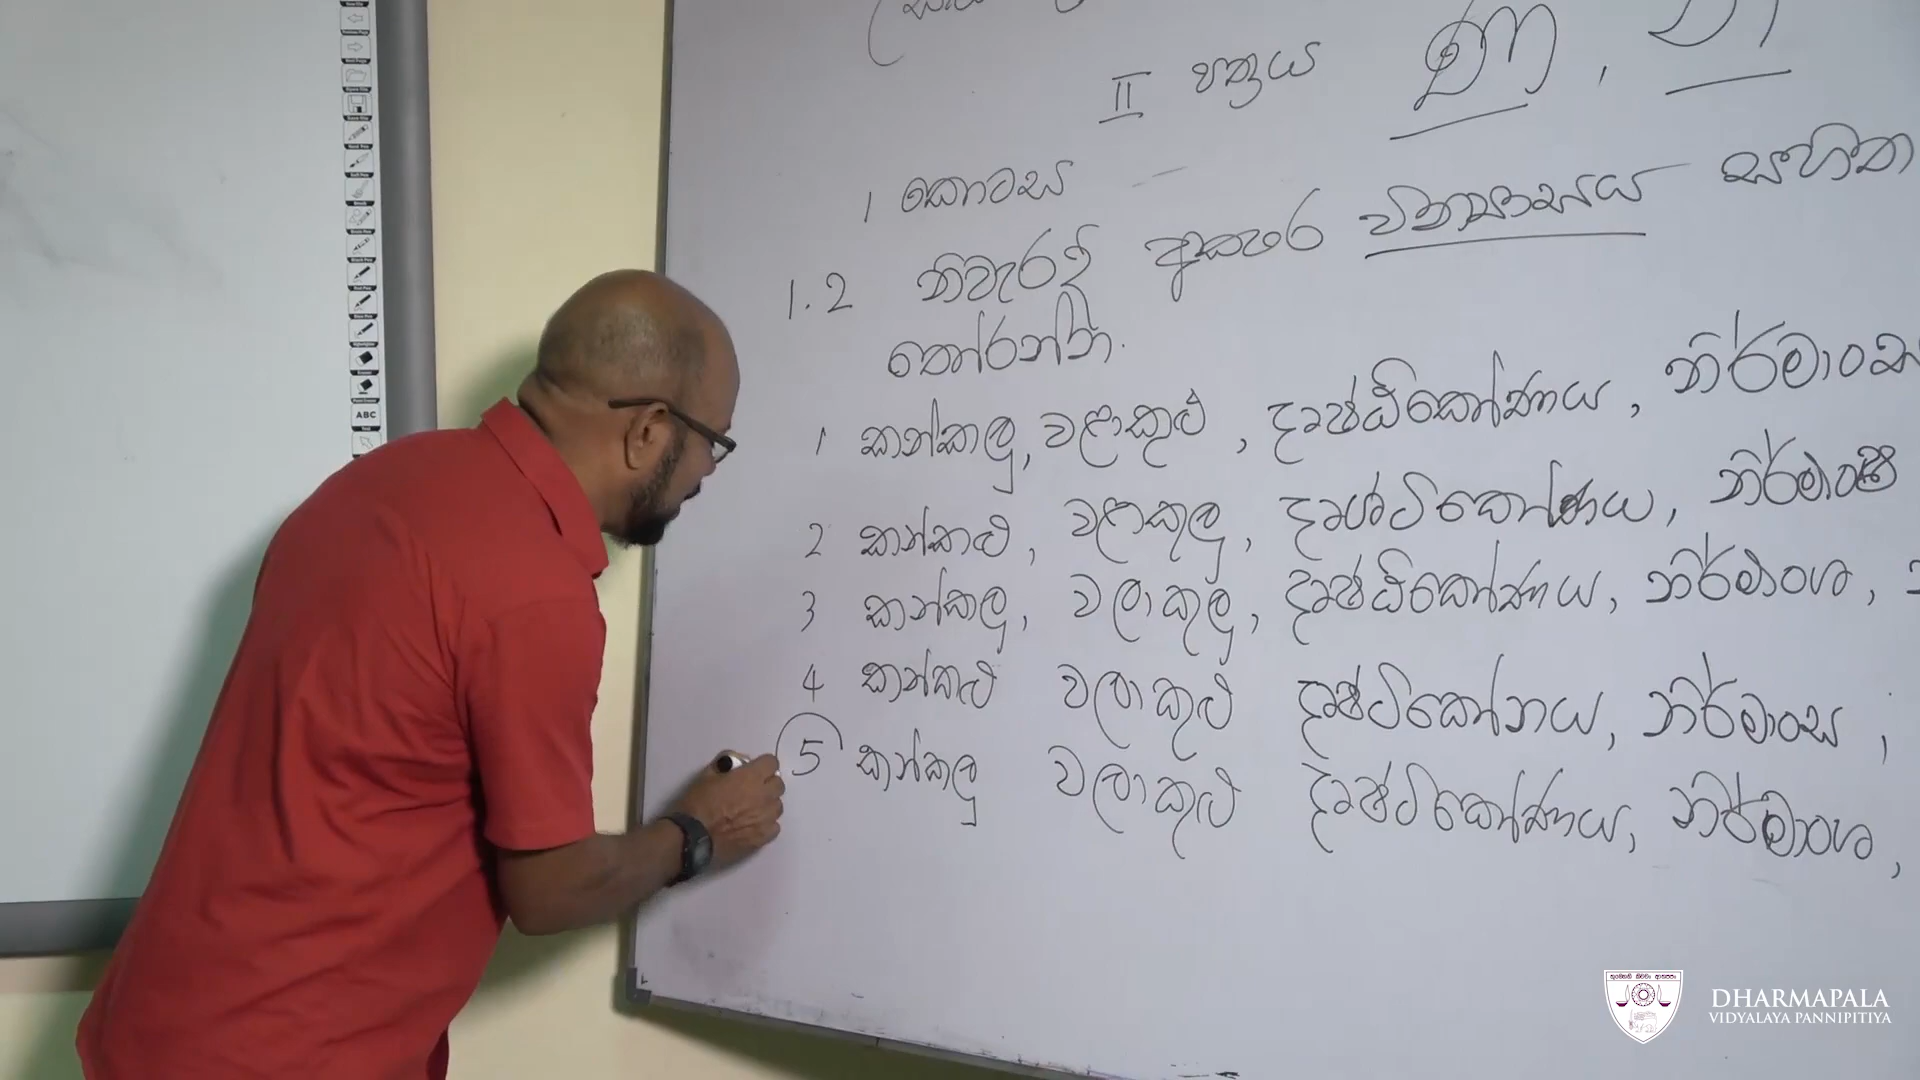 II පත්‍රය ණ , න
1 කොටස
1.2 නිවැරදි අක්ෂර වින්‍යාසය සහිත
තෝරන්න.
1 කන්කලු, වළාකුළු, දෘෂ්ඨිකෝණය, නිර්මාංස
2 කන්කළු, වළාකුලු, දෘශ්ටිකෝණය, නිර්මාංෂ
3 කන්කලු, වලාකුලු, දෘෂ්ඨිකෝණය, නිර්මාංශ,
4 කන්කළු වලාකුළු දෘෂ්ටිකෝනය, නිර්මාංස,
5 කන්කලු වලාකුළු දෘෂ්ටිකෝණය, නිර්මාංශ,
ABC
DHARMAPALA
VIDYALAYA PANNIPITIYA